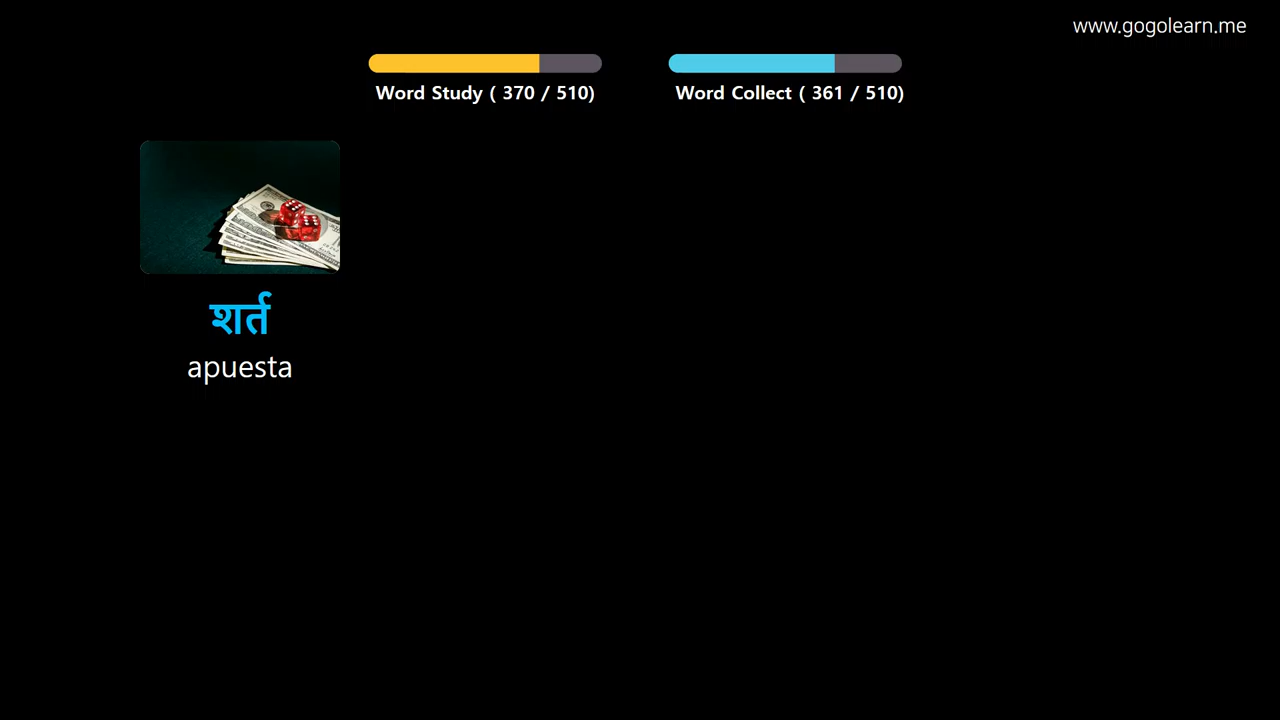 www.gogolearn.me
Word Study ( 370 / 510)
Word Collect ( 361 / 510)
शर्त
apuesta